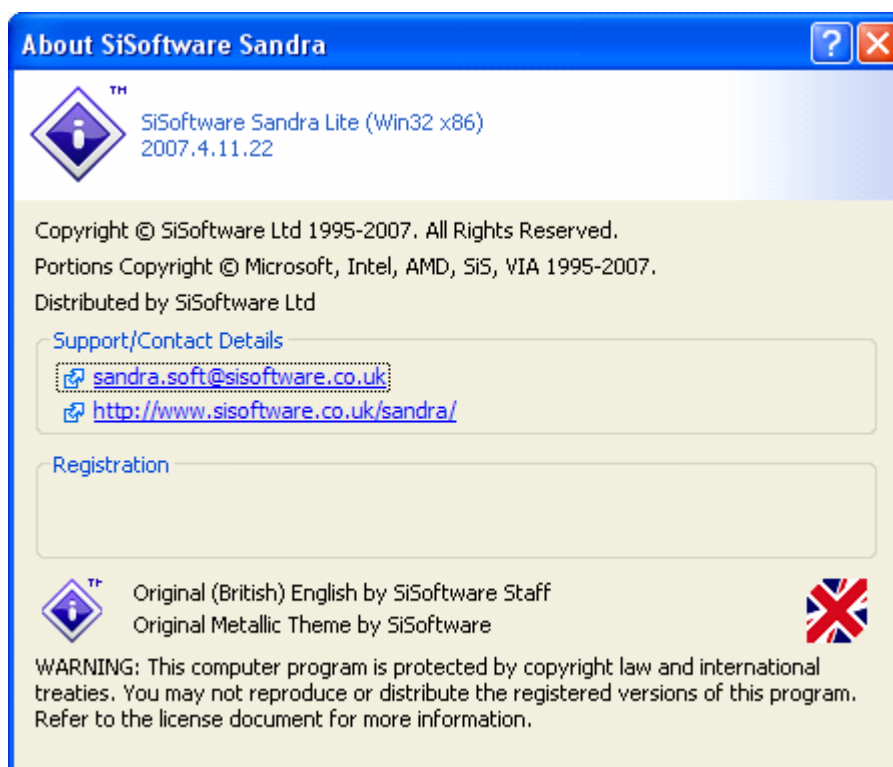 About SiSoftware Sandra
TM
SiSoftware Sandra Lite (Win32 x86)
2007.4.11.22
Copyright © SiSoftware Ltd 1995-2007. All Rights Reserved.
Portions Copyright © Microsoft, Intel, AMD, SiS, VIA 1995-2007.
Distributed by SiSoftware Ltd
Support/Contact Details
sandra.soft@sisoftware.co.uk
http://www.sisoftware.co.uk/sandra/
Registration
TM
Original (British) English by SiSoftware Staff
Original Metallic Theme by SiSoftware
WARNING: This computer program is protected by copyright law and international
treaties. You may not reproduce or distribute the registered versions of this program.
Refer to the license document for more information.